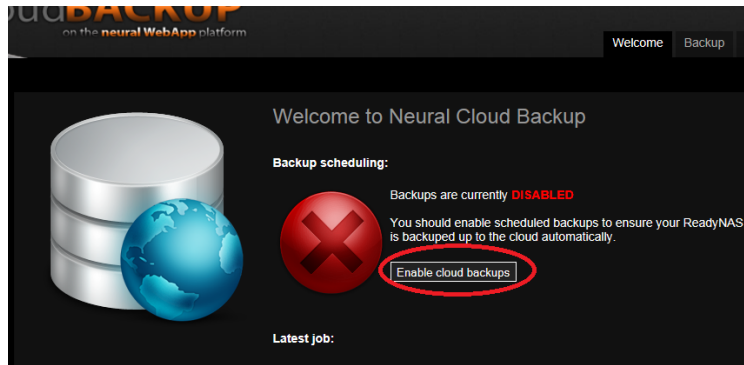 BACKUP
on the neural WebApp platform
Welcome Backup
Welcome to Neural Cloud Backup
Backup scheduling:
Backups are currently DISABLED
You should enable scheduled backups to ensure your ReadyNAS
is backuped up to the cloud automatically.
Enable cloud backups
Latest job: